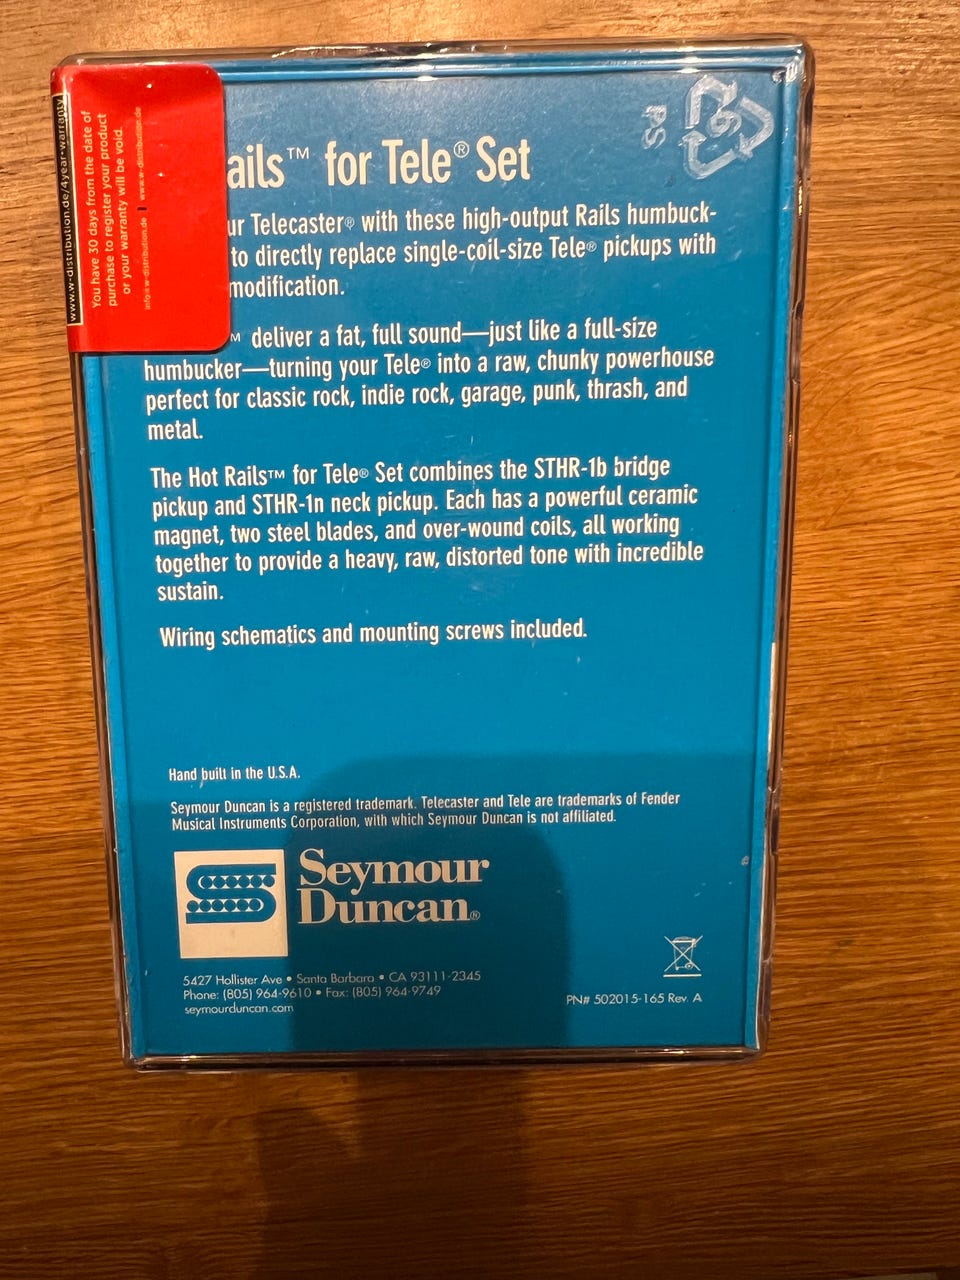 www.w-distribution.de/4year-warranty
You have 30 days from the date of
purchase to register your product
or your warranty will be void.
info@w-distribution.de | www.w-distribution.de
PS
6
ails™ for Tele® Set
ur Telecaster® with these high-output Rails humbuck-
to directly replace single-coil-size Tele® pickups with
modification.
M deliver a fat, full sound—just like a full-size
humbucker—turning your Tele® into a raw, chunky powerhouse
perfect for classic rock, indie rock, garage, punk, thrash, and
metal.
The Hot Rails™ for Tele® Set combines the STHR-1b bridge
pickup and STHR-1n neck pickup. Each has a powerful ceramic
magnet, two steel blades, and over-wound coils, all working
together to provide a heavy, raw, distorted tone with incredible
sustain.
Wiring schematics and mounting screws included.
Hand built in the U.S.A.
Seymour Duncan is a registered trademark. Telecaster and Tele are trademarks of Fender
Musical Instruments Corporation, with which Seymour Duncan is not affiliated.
Seymour
Duncan®
5427 Hollister Ave • Santa Barbara • CA 93111-2345
Phone: (805) 964-9610 • Fax: (805) 964-9749
seymourduncan.com
PN# 502015-165 Rev. A